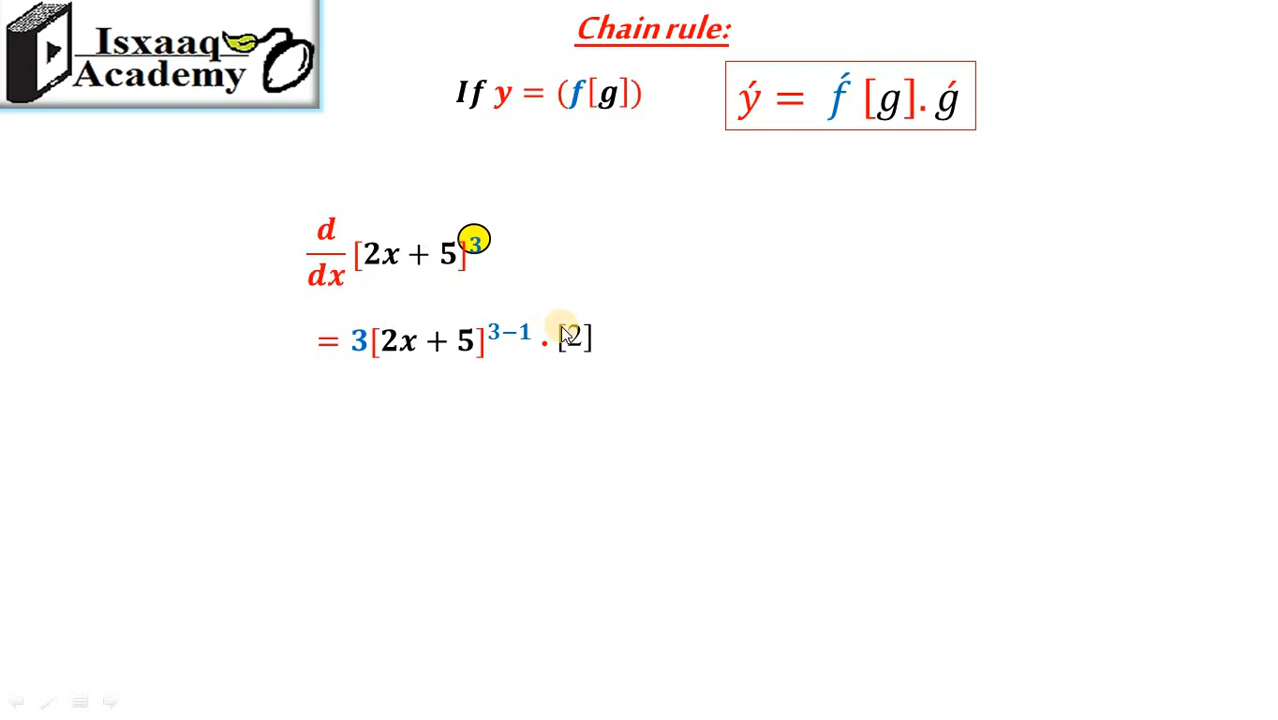 Isxaaq
Academy
Chain rule:
If y = (f[g])
ý = f́ [g]. ǵ
d/dx [2x + 5]³
= 3[2x + 5]³⁻¹ . [2]